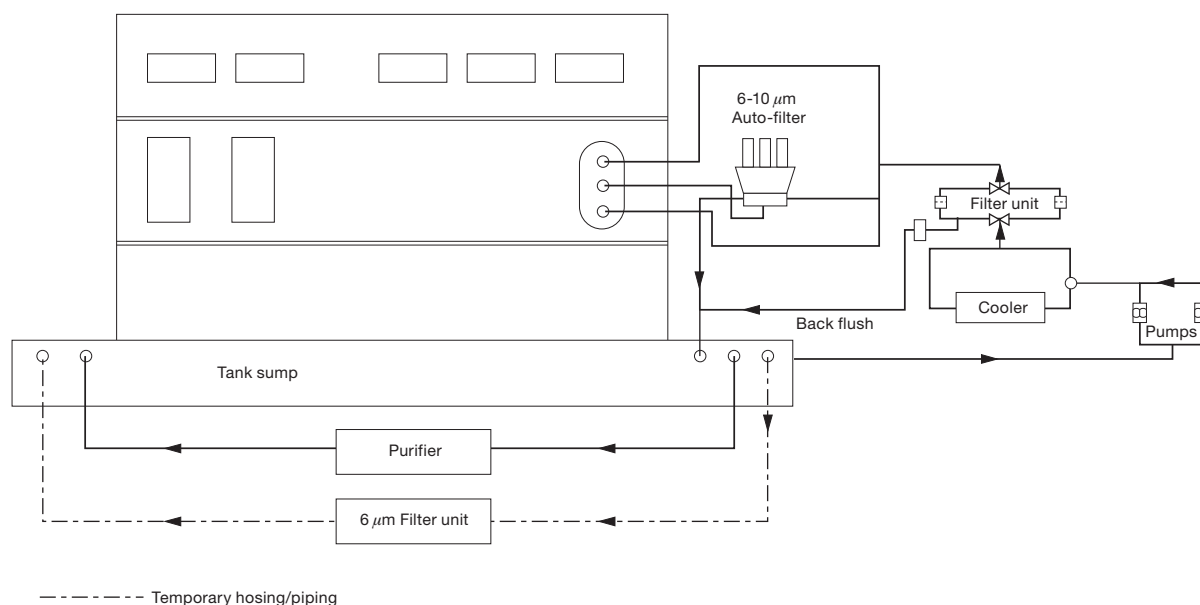 6-10 μm
Auto-filter
Filter unit
Cooler
Pumps
Back flush
Tank sump
Purifier
6 μm Filter unit
Temporary hosing/piping